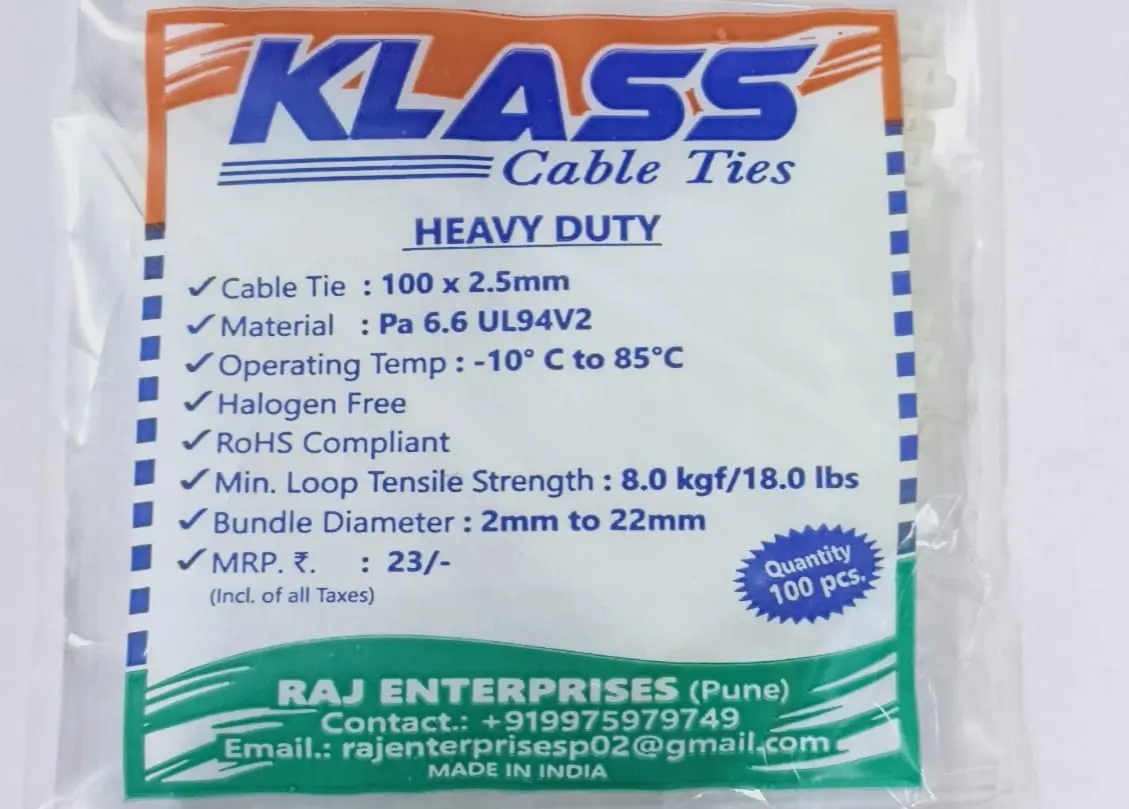 KLASS
Cable Ties
HEAVY DUTY
✓ Cable Tie : 100 x 2.5mm
✓ Material : Pa 6.6 UL94V2
✓ Operating Temp : -10° C to 85°C
✓ Halogen Free
✓ RoHS Compliant
✓ Min. Loop Tensile Strength : 8.0 kgf/18.0 lbs
✓ Bundle Diameter : 2mm to 22mm
✓ MRP. ₹. : 23/-
(Incl. of all Taxes)
Quantity
100 pcs.
RAJ ENTERPRISES (Pune)
Contact.: +919975979749
Email.: rajenterprisesp02@gmail.com
MADE IN INDIA